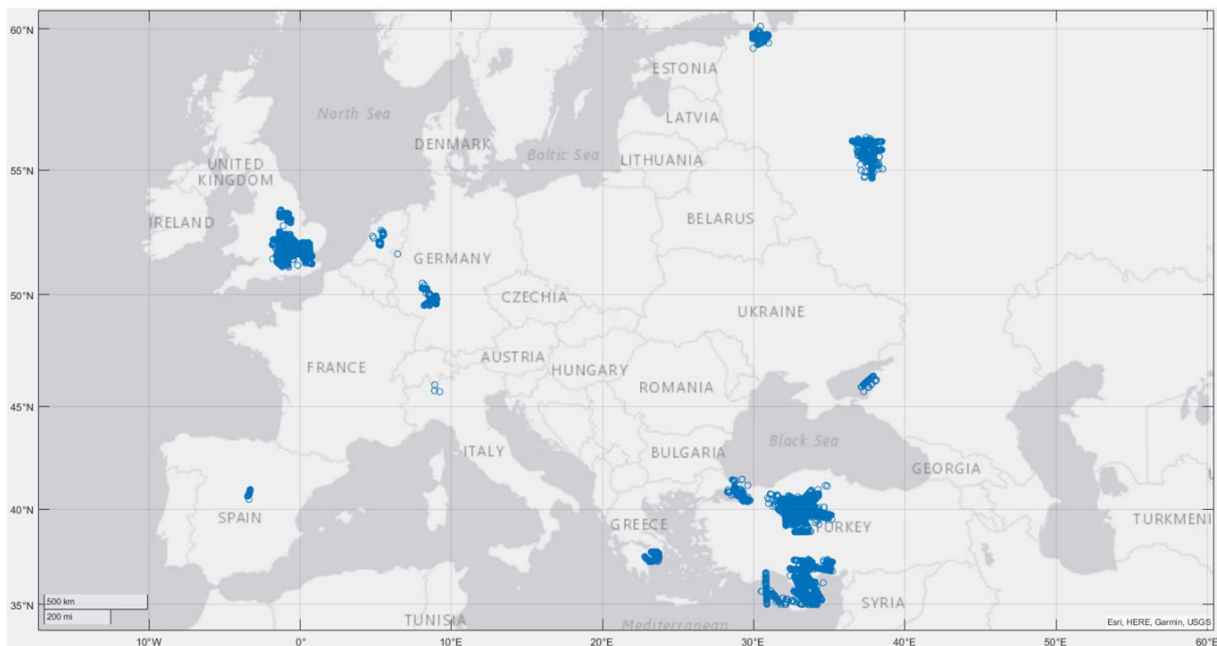 60°N
ESTONIA
North Sea
LATVIA
DENMARK
Baltic Sea
LITHUANIA
55°N
UNITED
KINGDOM
BELARUS
IRELAND
GERMANY
50°N
CZECHIA
UKRAINE
AUSTRIA
FRANCE
HUNGARY
ROMANIA
45°N
Black Sea
ITALY
BULGARIA
GEORGIA
40°N
SPAIN
GREECE
TURKEY
TURKMENI
500 km
35°N
SYRIA
200 mi
TUNISIA
Mediterranean
Esri, HERE, Garmin, USGS
10°W
0°
10°E
20°E
30°E
40°E
50°E
60°E